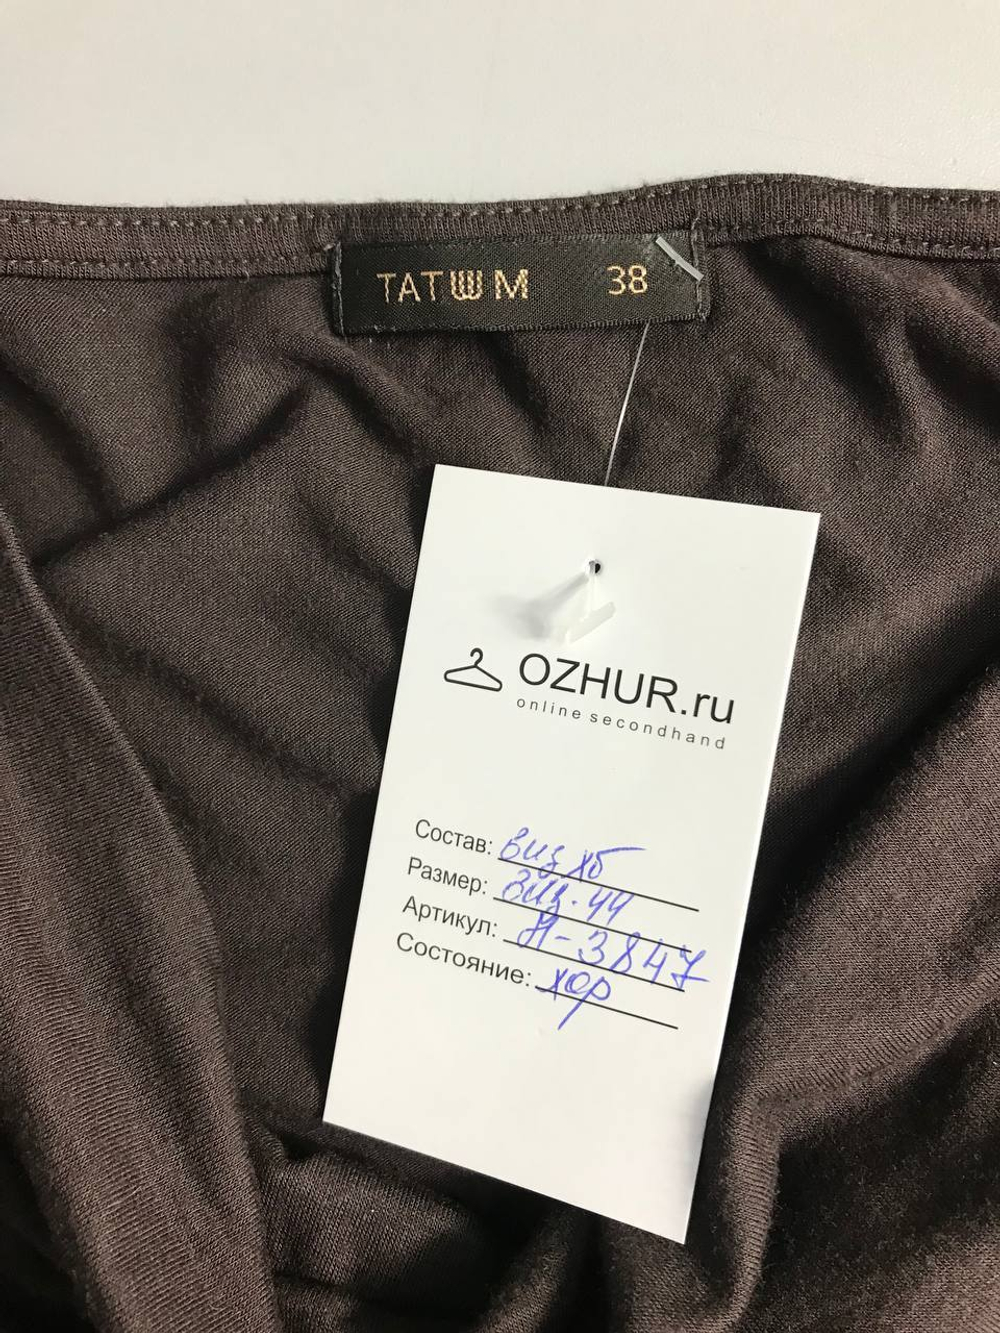 TATШM 38
OZHUR.ru
online secondhand
Состав: виз хб
Размер: виз. 44
Артикул: Я-3847
Состояние: хор